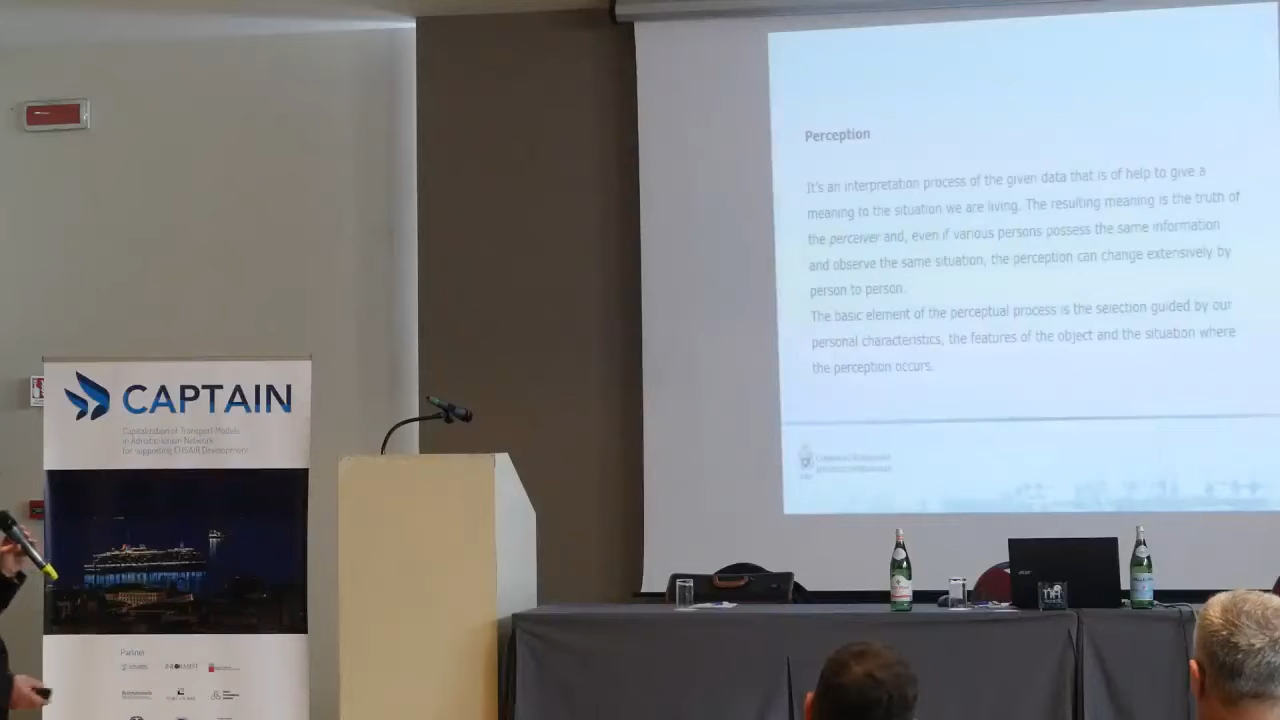 Perception
It's an interpretation process of the given data that is of help to give a
meaning to the situation we are living. The resulting meaning is the truth of
the perceiver and, even if various persons possess the same information
and observe the same situation, the perception can change extensively by
person to person.
The basic element of the perceptual process is the selection guided by our
personal characteristics, the features of the object and the situation where
the perception occurs.
CAPTAIN
Capitalization of Transport Models
in Adriatic-Ionian Network
for supporting EUSAIR Development
Partner
acer